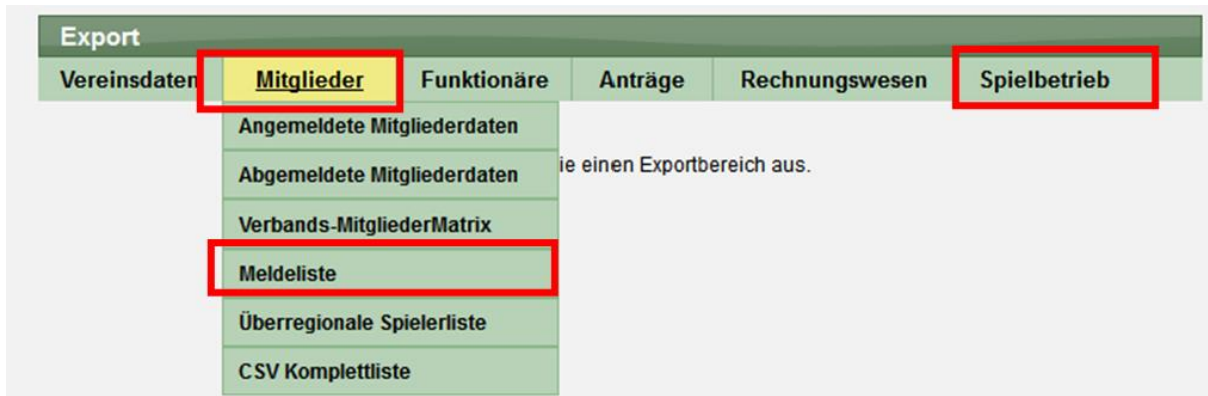 Export
Vereinsdaten Mitglieder Funktionäre Anträge Rechnungswesen Spielbetrieb
Angemeldete Mitgliederdaten
ie einen Exportbereich aus.
Abgemeldete Mitgliederdaten
Verbands-MitgliederMatrix
Meldeliste
Überregionale Spielerliste
CSV Komplettliste